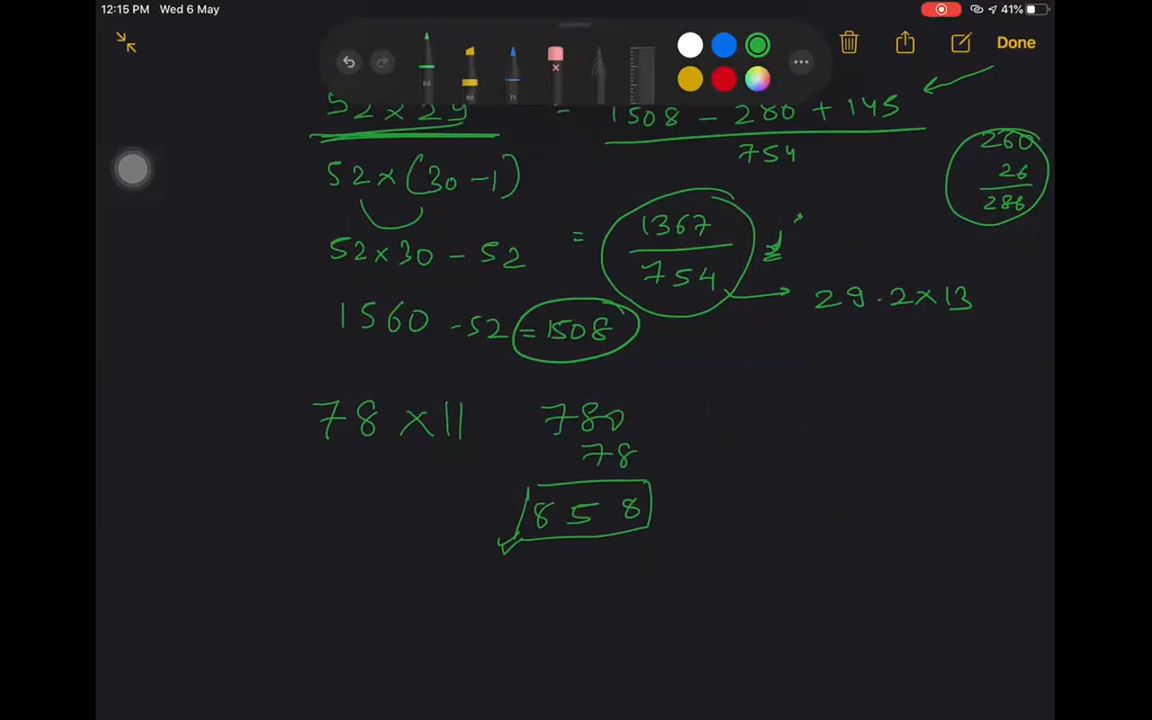 12:15 PM Wed 6 May
41%
Done
52 x 29 = 1508 - 280 + 145
754
52 x (30 - 1)
52 x 30 - 52
1560 - 52 = 1508
= 1367
754
29.2 x 13
260
26
286
78 x 11
780
78
858